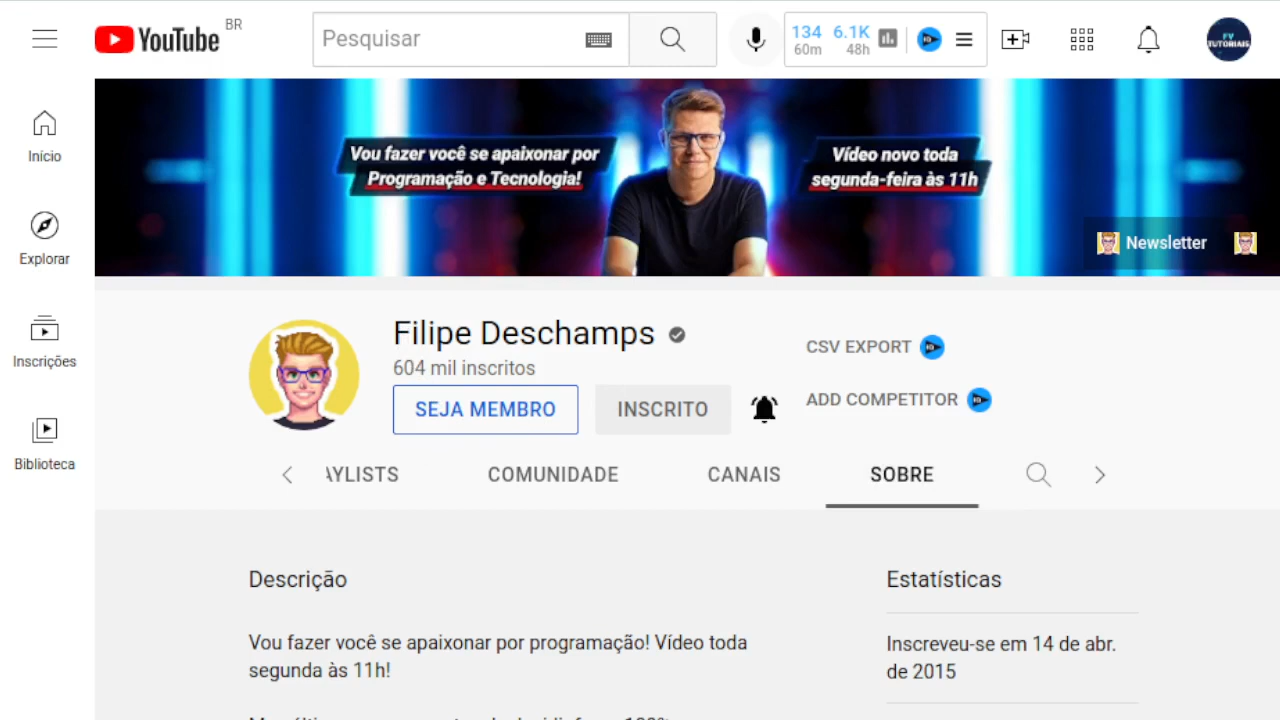 YouTube BR
Pesquisar
134 6.1K
60m 48h
FV
TUTORIAIS
Início
Explorar
Inscrições
Biblioteca
Vou fazer você se apaixonar por
Programação e Tecnologia!
Vídeo novo toda
segunda-feira às 11h
Newsletter
Filipe Deschamps
604 mil inscritos
SEJA MEMBRO
INSCRITO
CSV EXPORT
ADD COMPETITOR
AYLISTS
COMUNIDADE
CANAIS
SOBRE
Descrição
Vou fazer você se apaixonar por programação! Vídeo toda
segunda às 11h!
Estatísticas
Inscreveu-se em 14 de abr.
de 2015